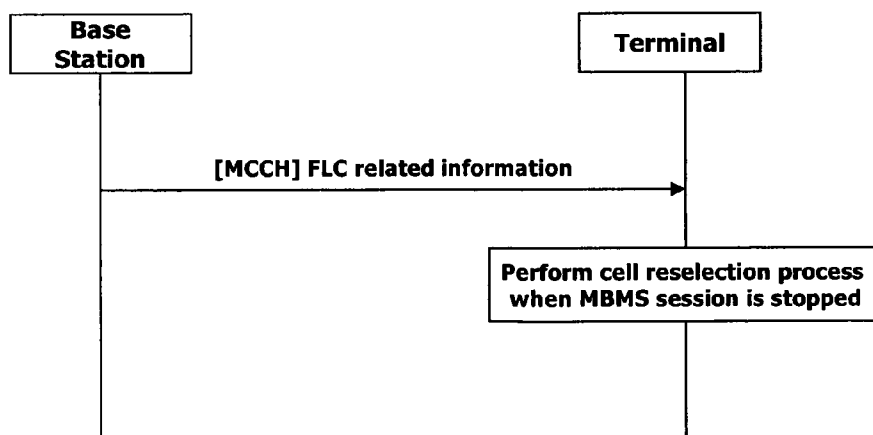 Base
Station
Terminal
[MCCH] FLC related information
Perform cell reselection process
when MBMS session is stopped